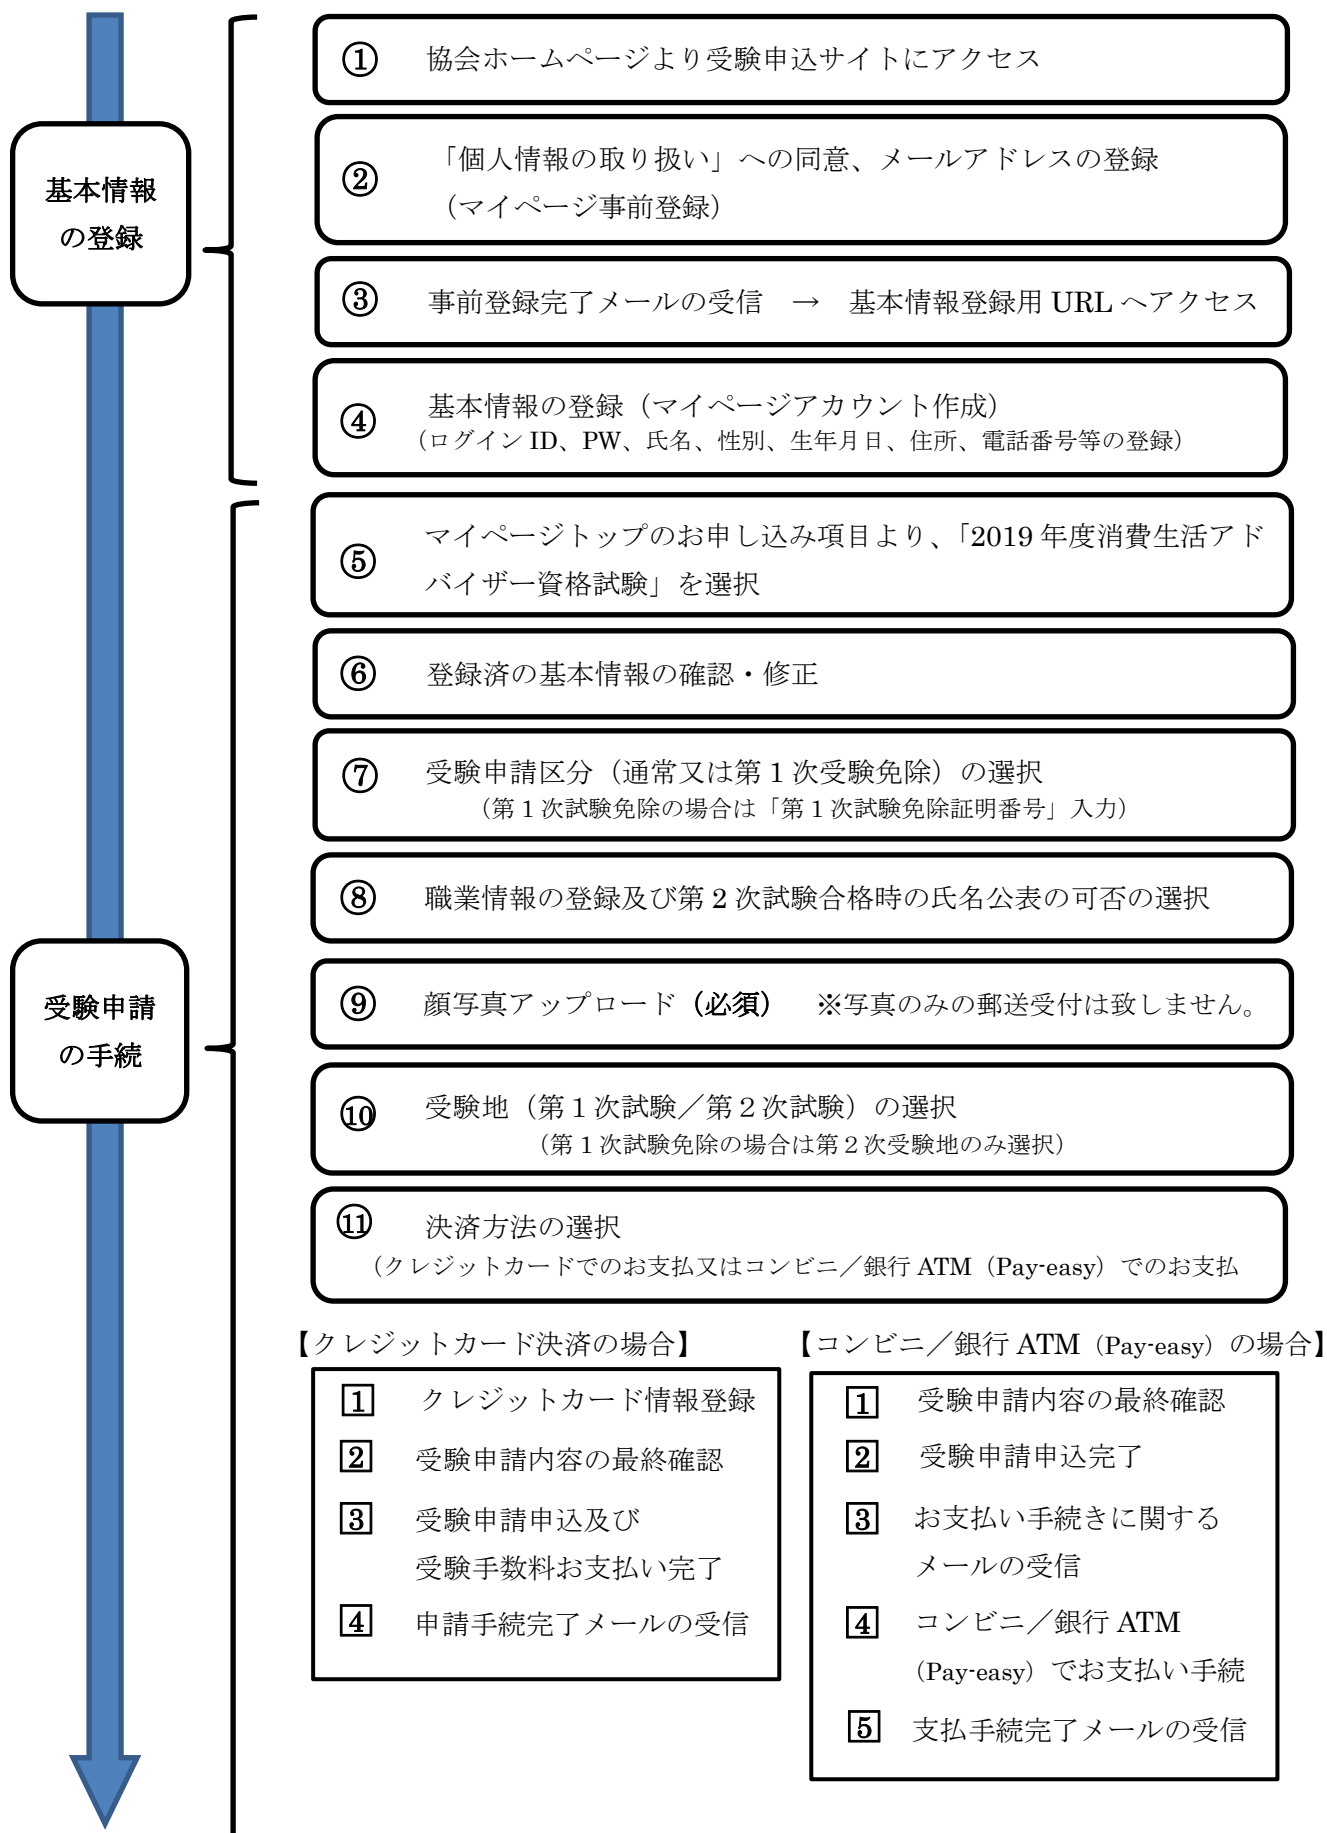 ① 協会ホームページより受験申込サイトにアクセス
基本情報
の登録
② 「個人情報の取り扱い」への同意、メールアドレスの登録
（マイページ事前登録）
③ 事前登録完了メールの受信　→　基本情報登録用 URL へアクセス
④ 基本情報の登録（マイページアカウント作成）
（ログイン ID、PW、氏名、性別、生年月日、住所、電話番号等の登録）
⑤ マイページトップのお申し込み項目より、「2019 年度消費生活アド
バイザー資格試験」を選択
⑥ 登録済の基本情報の確認・修正
⑦ 受験申請区分（通常又は第１次受験免除）の選択
（第１次試験免除の場合は「第１次試験免除証明番号」入力）
⑧ 職業情報の登録及び第 2 次試験合格時の氏名公表の可否の選択
受験申請
の手続
⑨ 顔写真アップロード（必須）　※写真のみの郵送受付は致しません。
⑩ 受験地（第１次試験／第２次試験）の選択
（第１次試験免除の場合は第２次受験地のみ選択）
⑪ 決済方法の選択
（クレジットカードでのお支払又はコンビニ／銀行 ATM（Pay-easy）でのお支払
【クレジットカード決済の場合】
1 クレジットカード情報登録
2 受験申請内容の最終確認
3 受験申請申込及び
受験手数料お支払い完了
4 申請手続完了メールの受信
【コンビニ／銀行 ATM（Pay-easy）の場合】
1 受験申請内容の最終確認
2 受験申請申込完了
3 お支払い手続きに関する
メールの受信
4 コンビニ／銀行 ATM
（Pay-easy）でお支払い手続
5 支払手続完了メールの受信